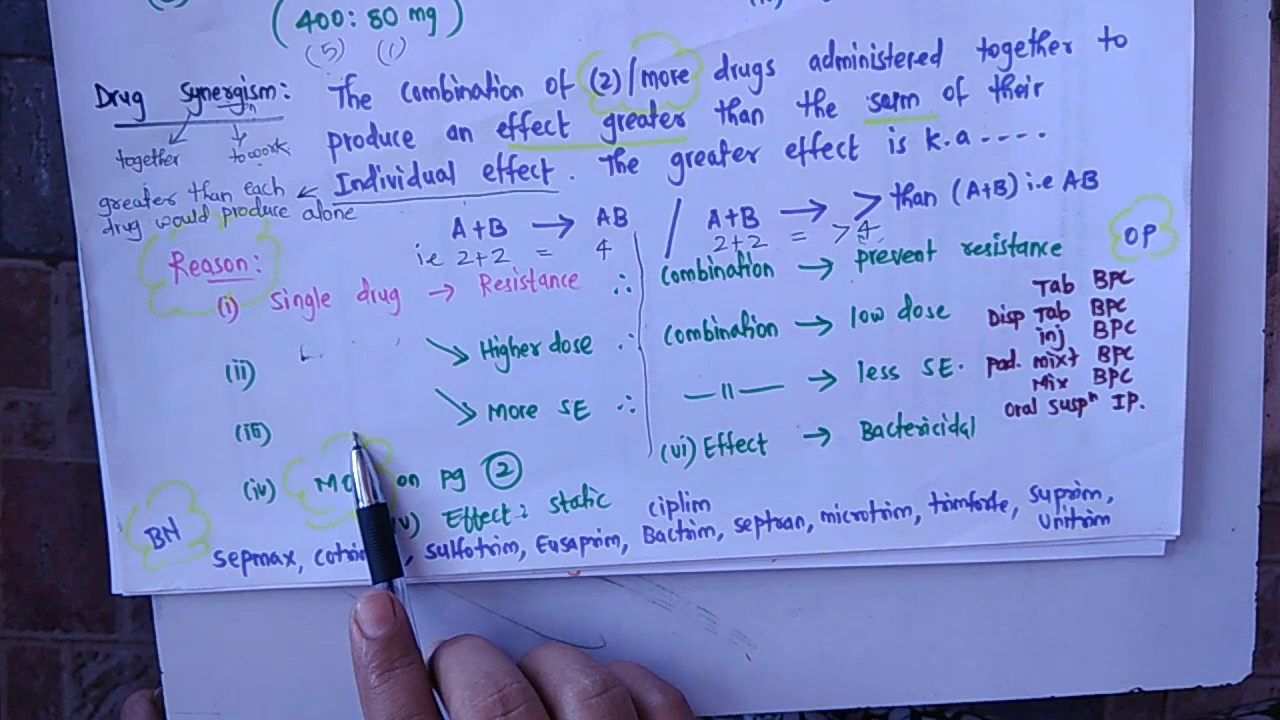 (400: 80 mg)
(5) (1)
Drug Synergism: The combination of (2)/more drugs administered together to
together to work
produce an effect greater than the sum of their
Individual effect. The greater effect is k.a ----
greater than each
drug would produce alone
A+B → AB / A+B → > than (A+B) i.e AB
ie 2+2 = 4 2+2 = >4
OP
Reason:
(i) Single drug → Resistance ∴ Combination → prevent resistance
(ii) ↘ Higher dose ∴ Combination → low dose
(iii) ↘ More SE ∴ —11— → less SE.
Tab BPC
Disp Tab BPC
inj BPC
pad. mixt BPC
Mix BPC
Oral suspn IP.
(iv) on pg 2
(v) Effect: static
(vi) Effect → Bactericidal
BN
ciplim
sepmax, sulfotrim, Eusaprim, Bactrim, septran, microtrim, trimforte, suprim,
unitrim